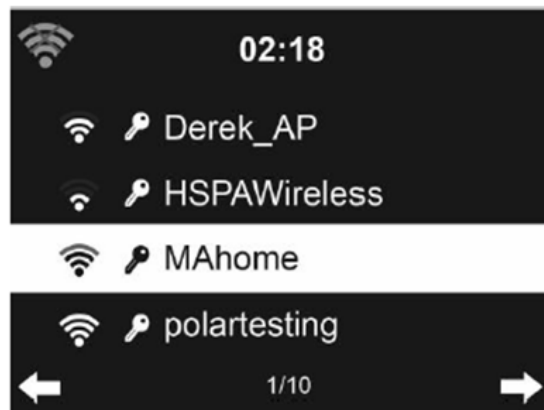 02:18
Derek_AP
HSPAWireless
MAhome
polartesting
1/10